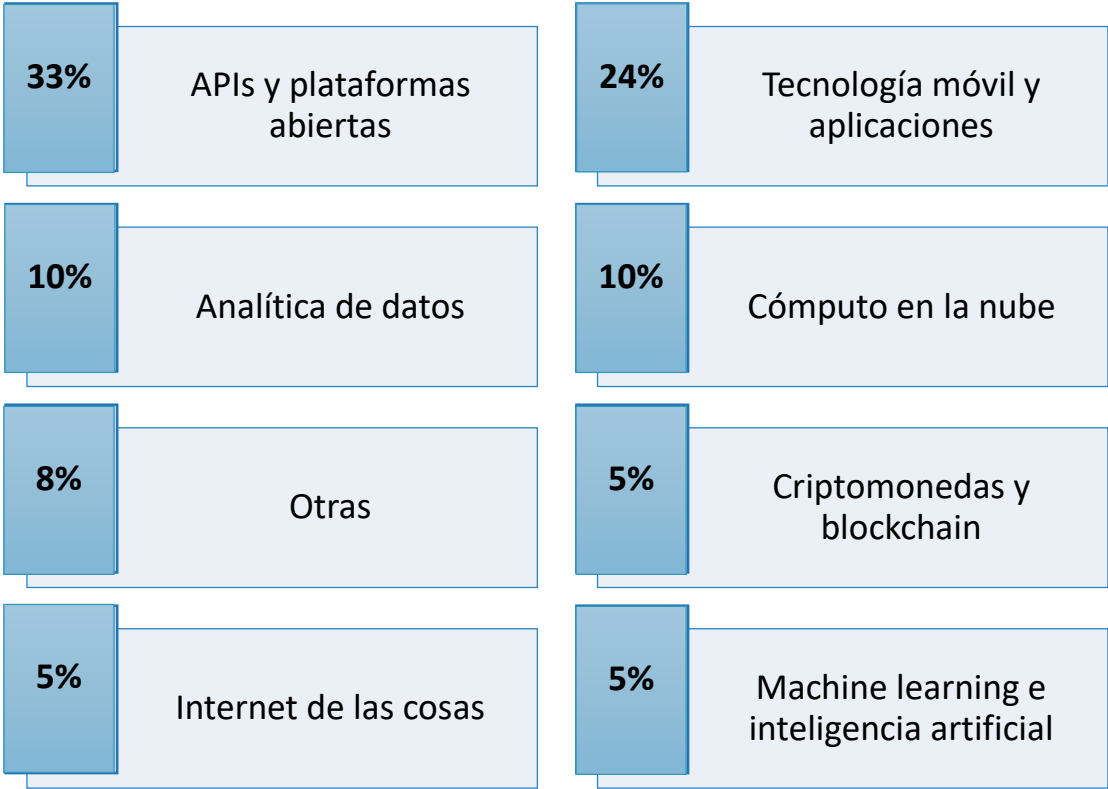 33%
APIs y plataformas
abiertas
24%
Tecnología móvil y
aplicaciones
10%
Analítica de datos
10%
Cómputo en la nube
8%
Otras
5%
Criptomonedas y
blockchain
5%
Internet de las cosas
5%
Machine learning e
inteligencia artificial